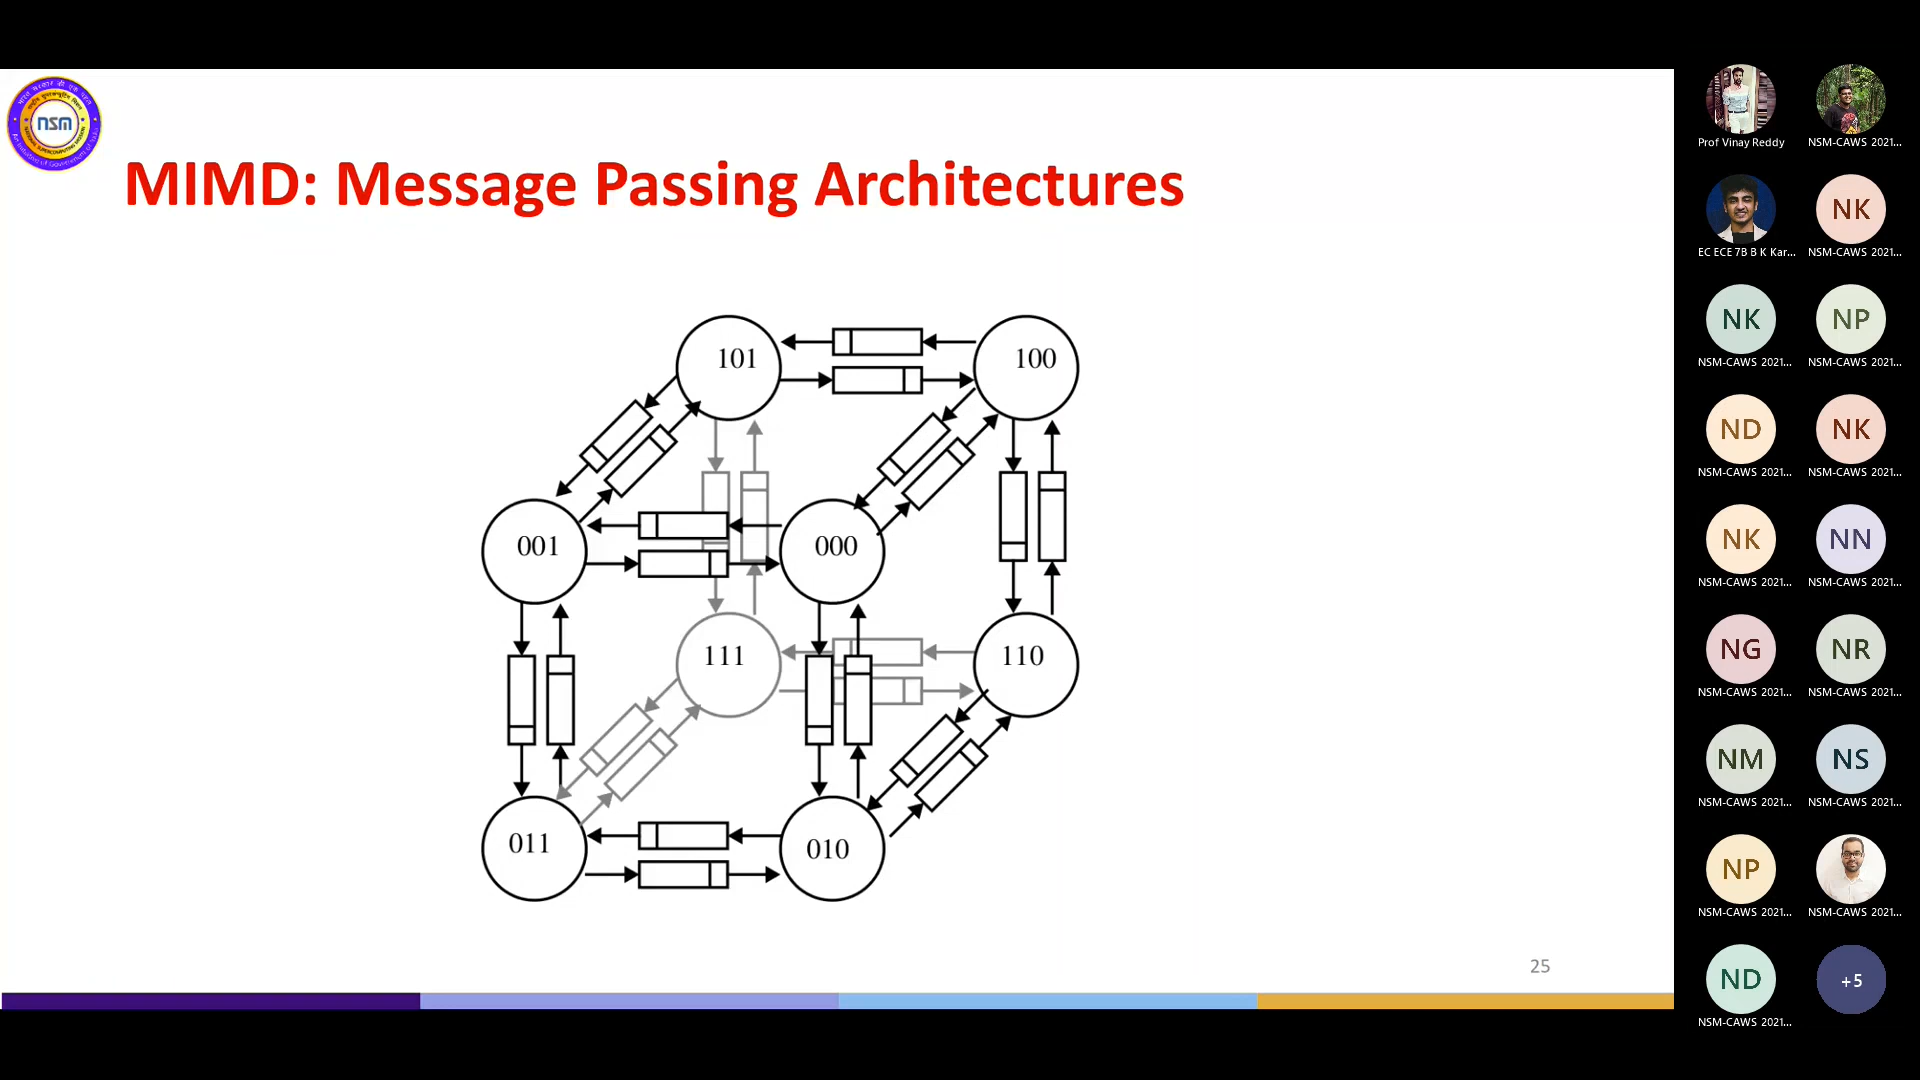 nsm
MIMD: Message Passing Architectures
101
100
001
000
111
110
011
010
25
Prof Vinay Reddy
NSM-CAWS 2021...
EC ECE 7B B K Kar...
NK
NSM-CAWS 2021...
NK
NSM-CAWS 2021...
NP
NSM-CAWS 2021...
ND
NSM-CAWS 2021...
NK
NSM-CAWS 2021...
NK
NSM-CAWS 2021...
NN
NSM-CAWS 2021...
NG
NSM-CAWS 2021...
NR
NSM-CAWS 2021...
NM
NSM-CAWS 2021...
NS
NSM-CAWS 2021...
NP
NSM-CAWS 2021...
NSM-CAWS 2021...
ND
NSM-CAWS 2021...
+5